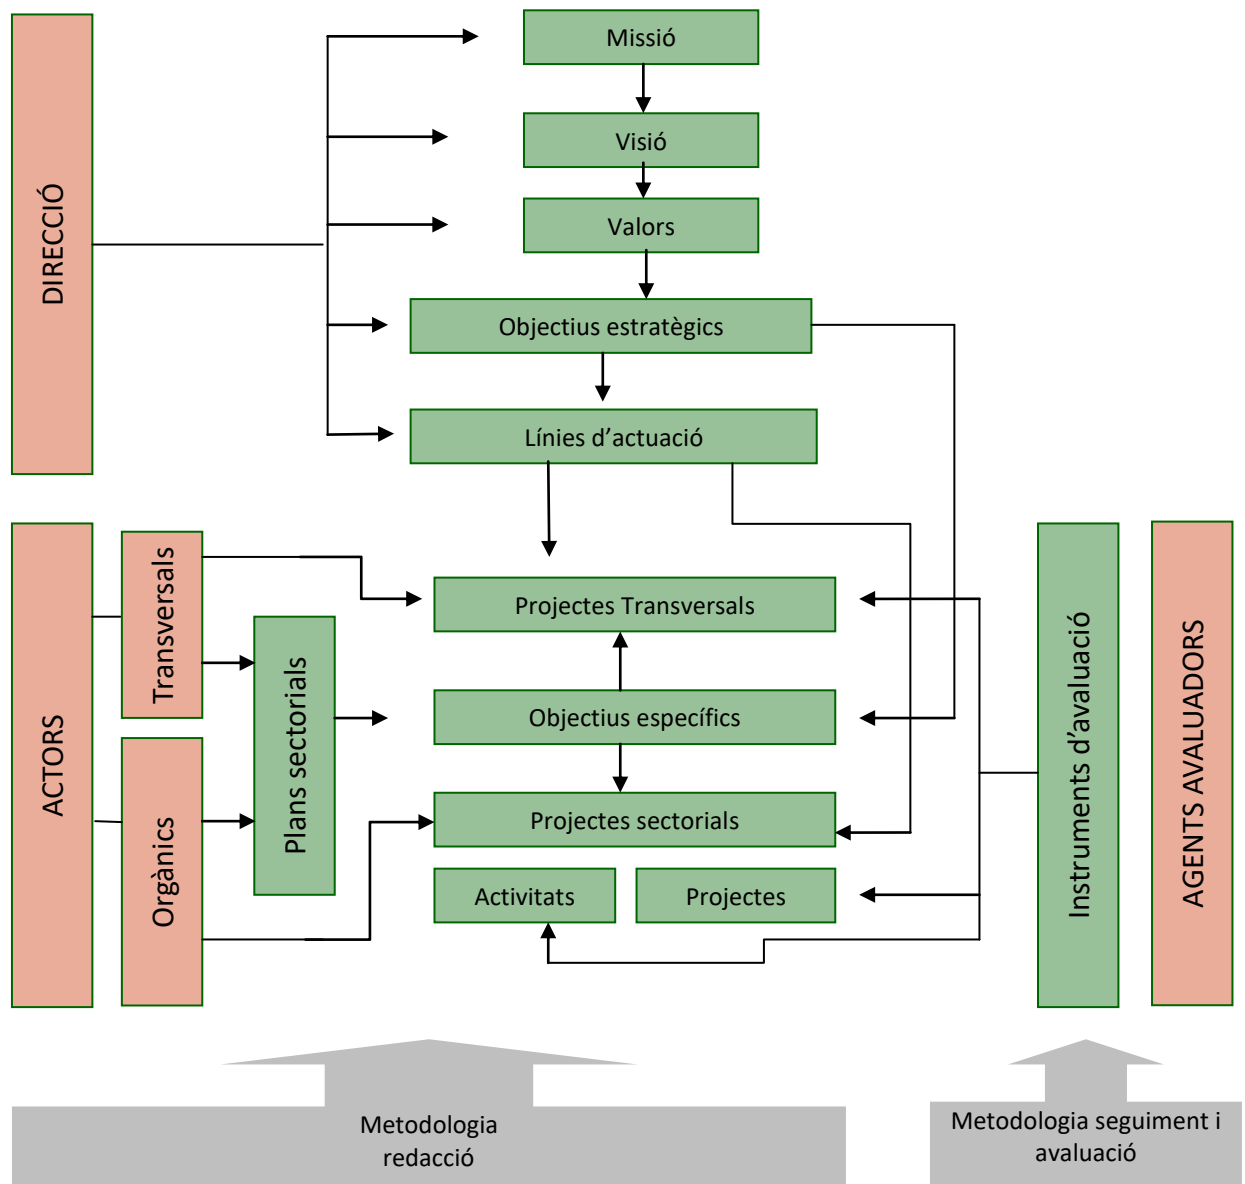 DIRECCIÓ
Missió
Visió
Valors
Objectius estratègics
Línies d’actuació
ACTORS
Transversals
Orgànics
Plans sectorials
Projectes Transversals
Objectius específics
Projectes sectorials
Activitats
Projectes
Instruments d’avaluació
AGENTS AVALUADORS
Metodologia
redacció
Metodologia seguiment i
avaluació